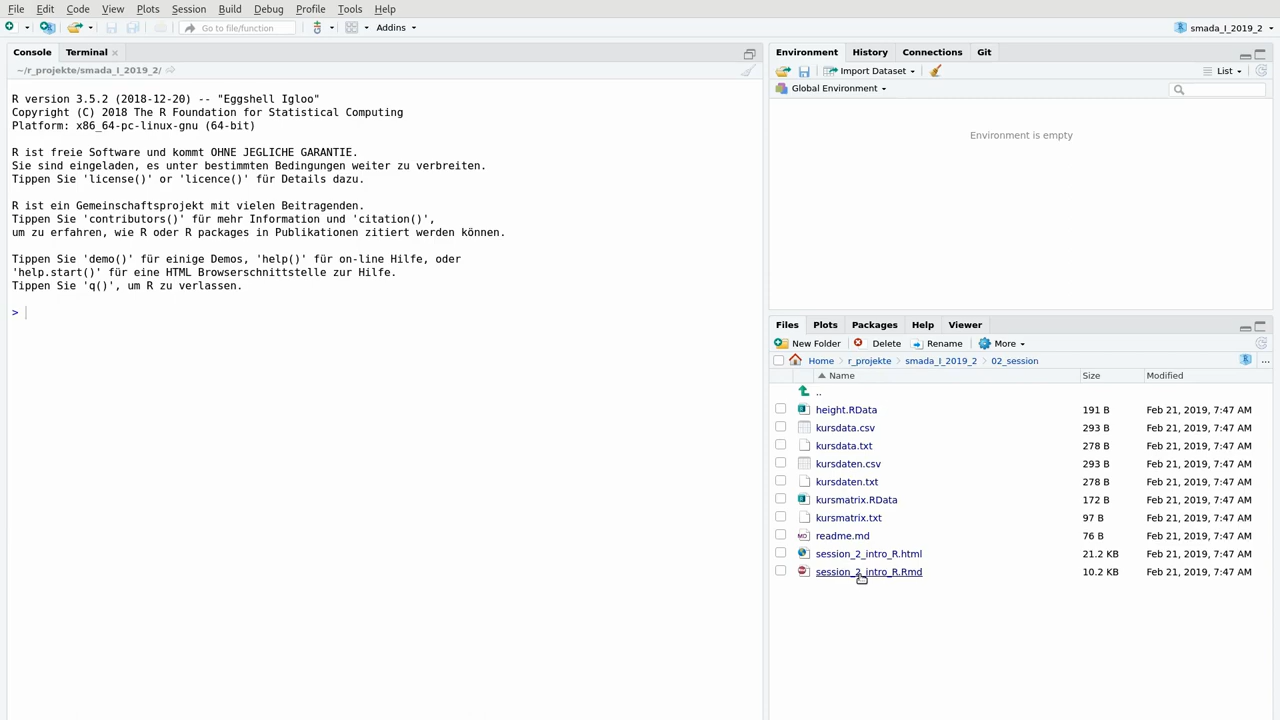 File Edit Code View Plots Session Build Debug Profile Tools Help
Go to file/function Addins smada_I_2019_2
Console Terminal
~/r_projekte/smada_I_2019_2/
R version 3.5.2 (2018-12-20) -- "Eggshell Igloo"
Copyright (C) 2018 The R Foundation for Statistical Computing
Platform: x86_64-pc-linux-gnu (64-bit)
R ist freie Software und kommt OHNE JEGLICHE GARANTIE.
Sie sind eingeladen, es unter bestimmten Bedingungen weiter zu verbreiten.
Tippen Sie 'license()' or 'licence()' für Details dazu.
R ist ein Gemeinschaftsprojekt mit vielen Beitragenden.
Tippen Sie 'contributors()' für mehr Information und 'citation()',
um zu erfahren, wie R oder R packages in Publikationen zitiert werden können.
Tippen Sie 'demo()' für einige Demos, 'help()' für on-line Hilfe, oder
'help.start()' für eine HTML Browserschnittstelle zur Hilfe.
Tippen Sie 'q()', um R zu verlassen.
>
Environment History Connections Git
Import Dataset List
Global Environment
Environment is empty
Files Plots Packages Help Viewer
New Folder Delete Rename More
Home r_projekte smada_I_2019_2 02_session ...
Name Size Modified
..
height.RData 191 B Feb 21, 2019, 7:47 AM
kursdata.csv 293 B Feb 21, 2019, 7:47 AM
kursdata.txt 278 B Feb 21, 2019, 7:47 AM
kursdaten.csv 293 B Feb 21, 2019, 7:47 AM
kursdaten.txt 278 B Feb 21, 2019, 7:47 AM
kursmatrix.RData 172 B Feb 21, 2019, 7:47 AM
kursmatrix.txt 97 B Feb 21, 2019, 7:47 AM
readme.md 76 B Feb 21, 2019, 7:47 AM
session_2_intro_R.html 21.2 KB Feb 21, 2019, 7:47 AM
session_2_intro_R.Rmd 10.2 KB Feb 21, 2019, 7:47 AM